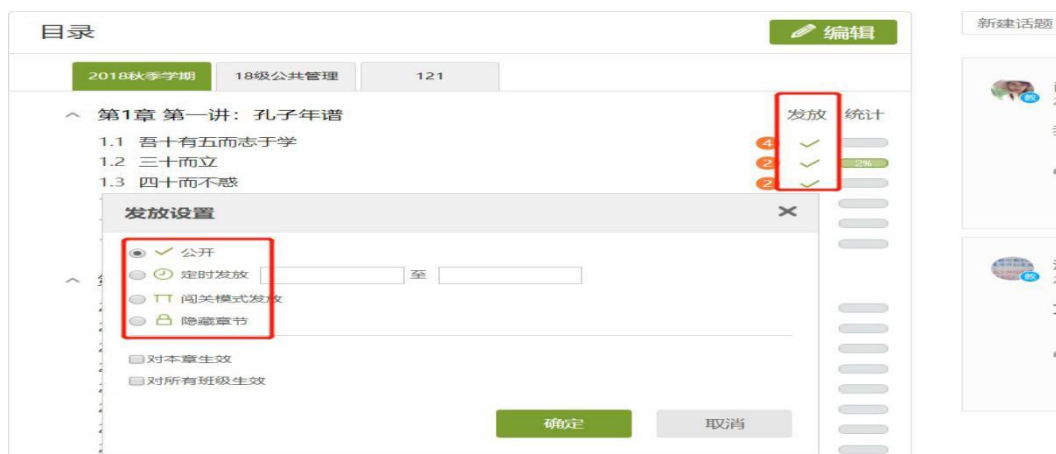 目录
编辑
新建话题
2018秋季学期 18级公共管理 121
第1章 第一讲：孔子年谱 发放 统计
1.1 吾十有五而志于学 4
1.2 三十而立 2 2%
1.3 四十而不惑 2
发放设置
公开
定时发放 至
闯关模式发放
隐藏章节
对本章生效
对所有班级生效
确定 取消